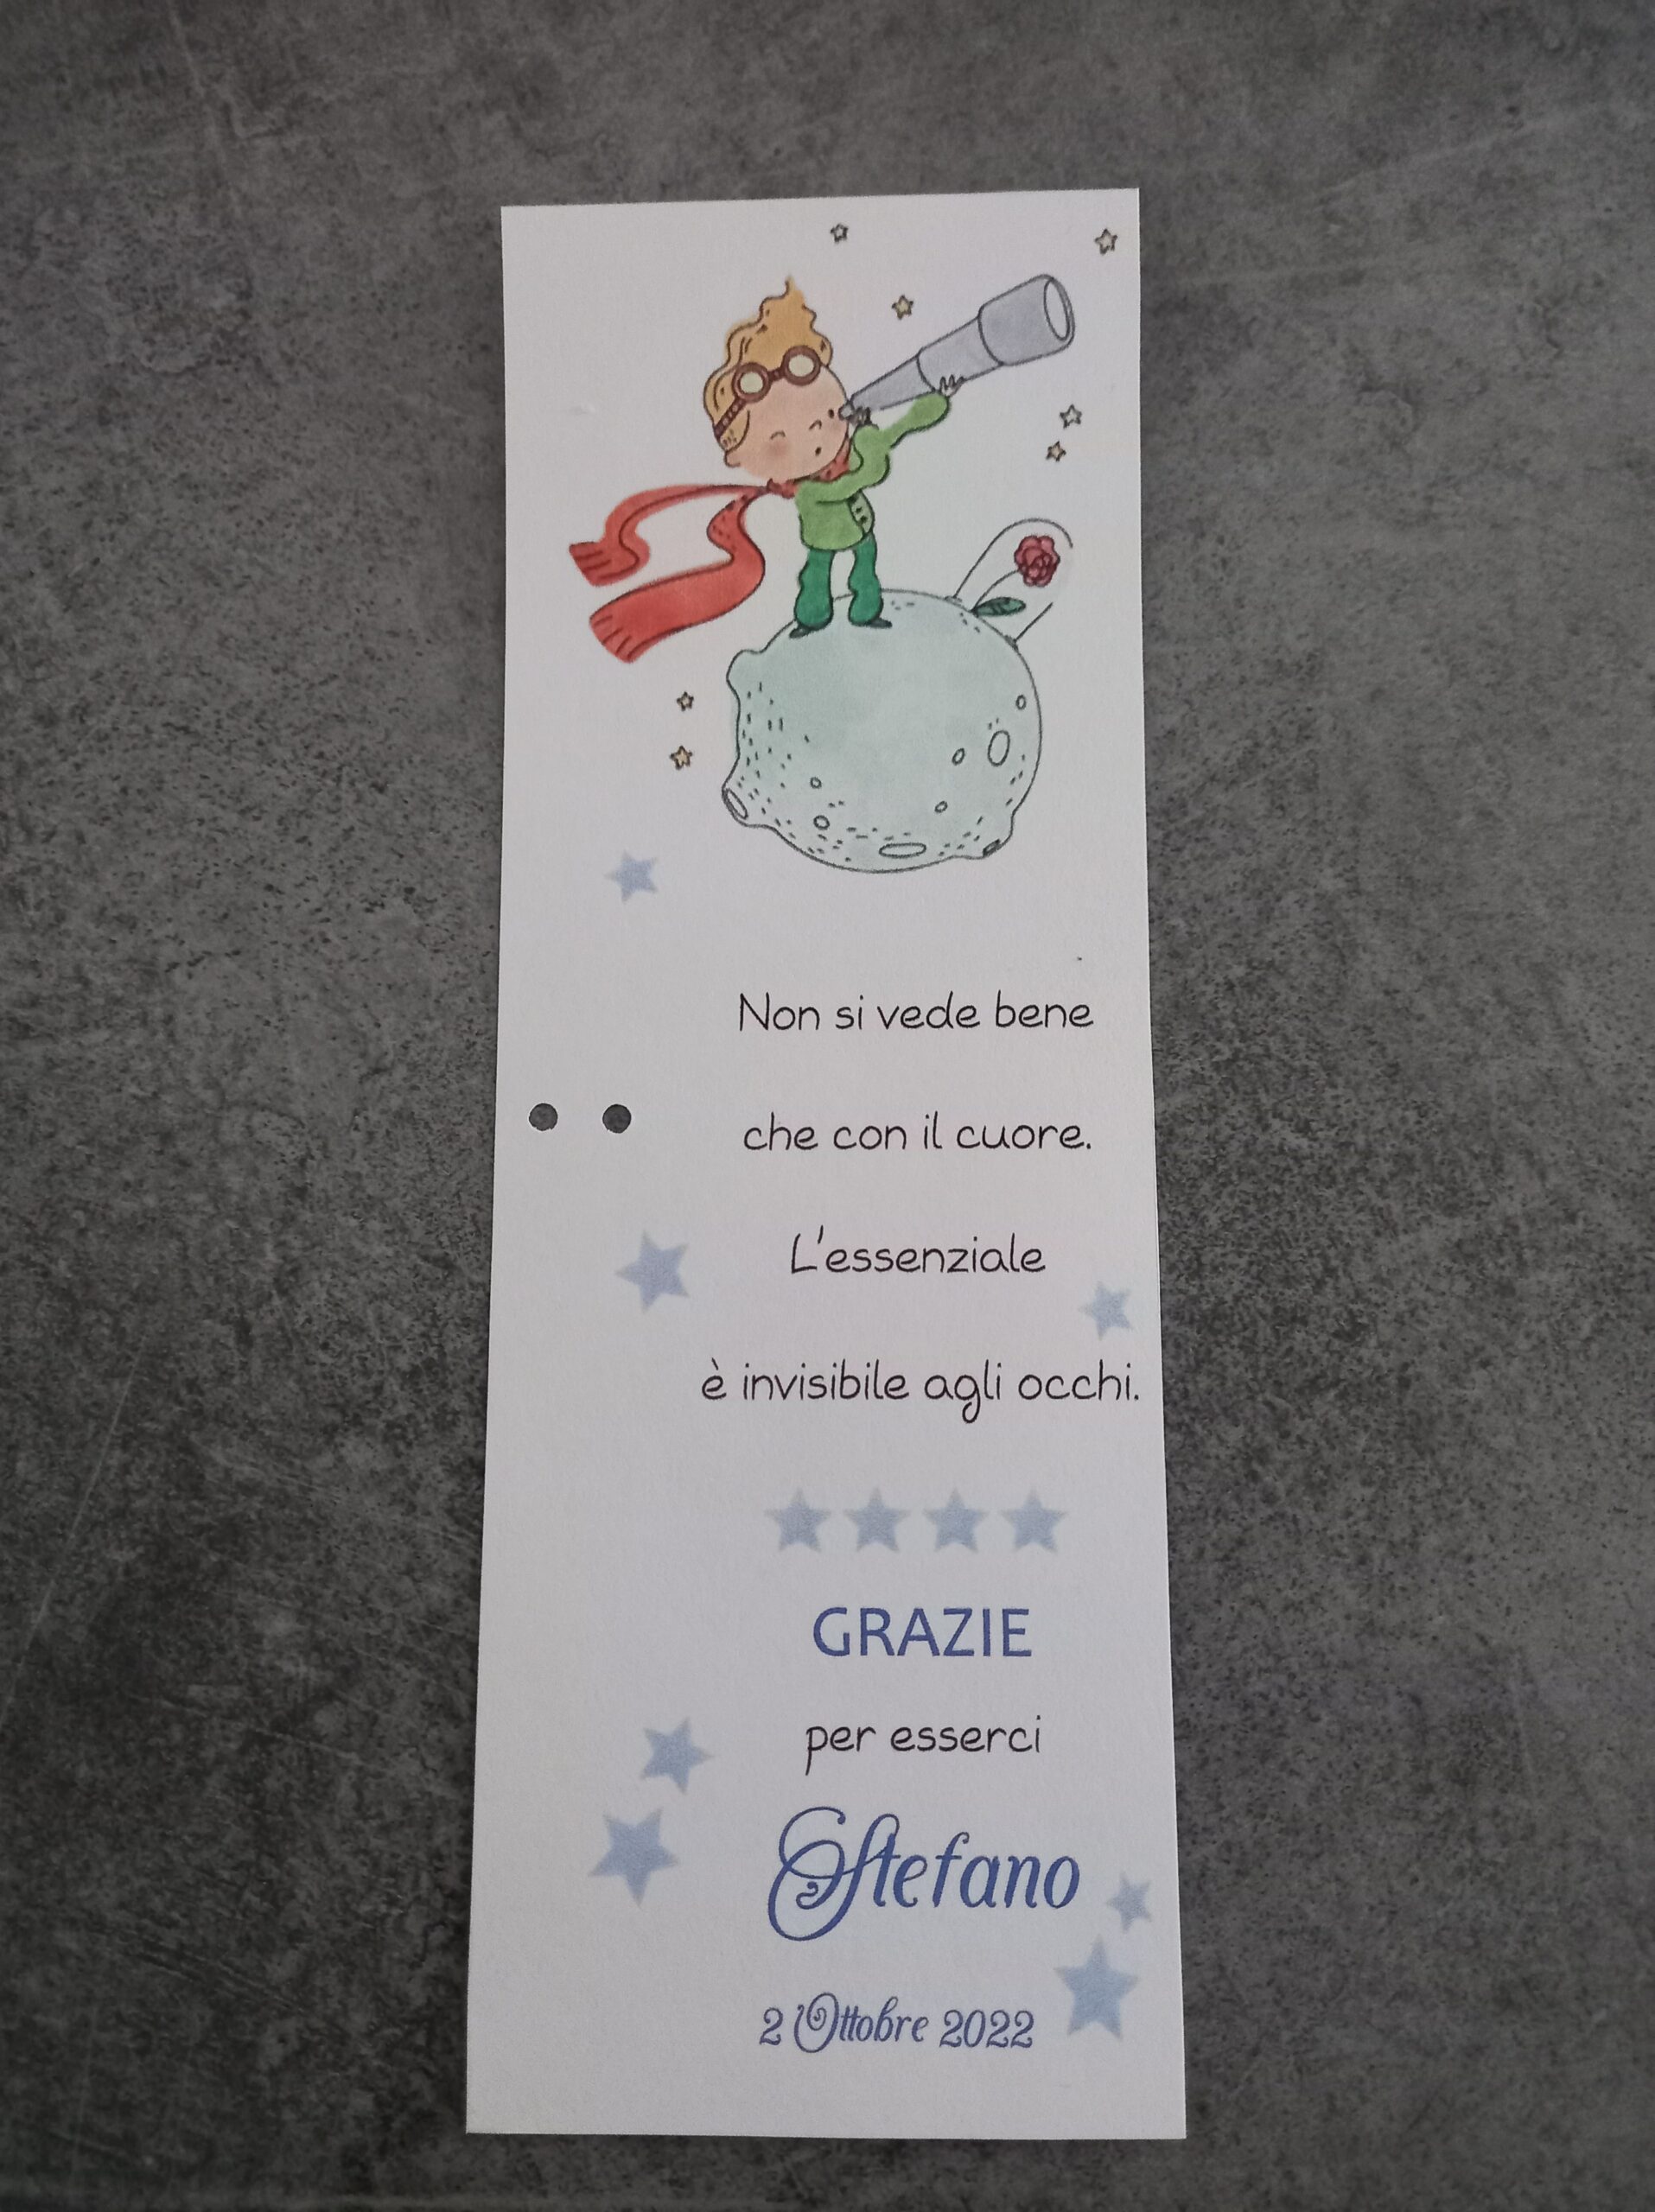 Non si vede bene
che con il cuore.
L'essenziale
è invisibile agli occhi.
GRAZIE
per esserci
Stefano
2 Ottobre 2022